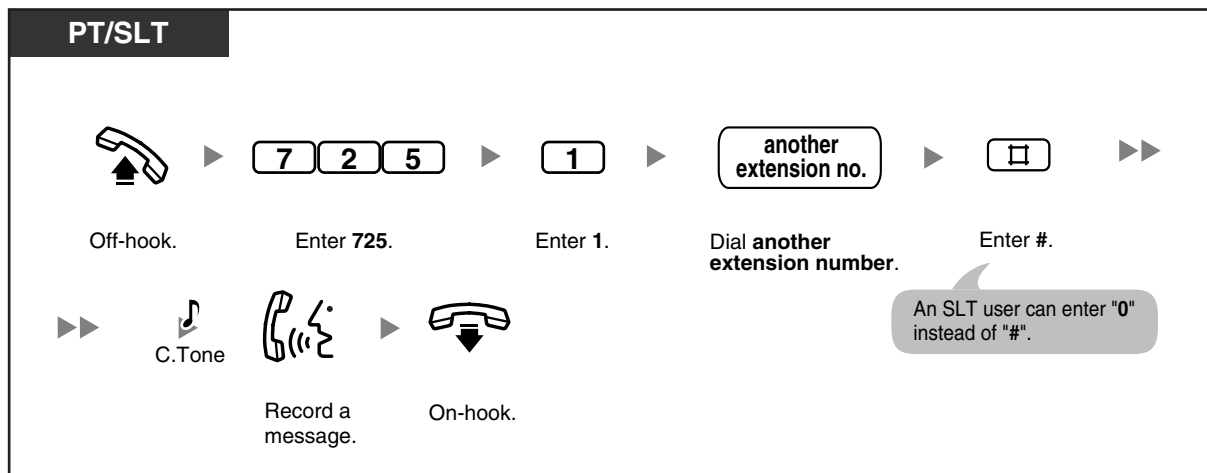 PT/SLT
7 2 5
1
another
extension no.
#
Off-hook.
Enter 725.
Enter 1.
Dial another
extension number.
Enter #.
An SLT user can enter "0"
instead of "#".
C.Tone
Record a
message.
On-hook.